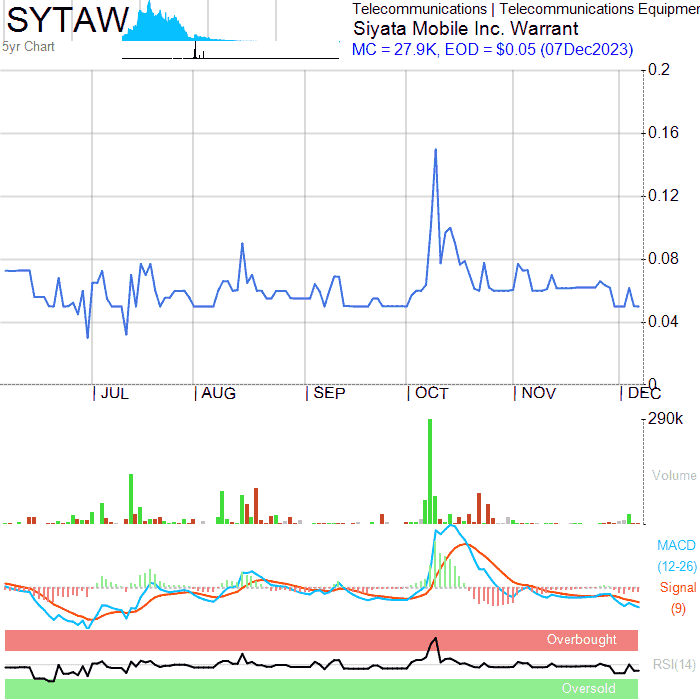 SYTAW
5yr Chart
Telecommunications | Telecommunications Equipmen
Siyata Mobile Inc. Warrant
MC = 27.9K, EOD = $0.05 (07Dec2023)
0.2
0.16
0.12
0.08
0.04
0
JUL AUG SEP OCT NOV DEC
290k
Volume
MACD
(12-26)
Signal
(9)
Overbought
RSI(14)
Oversold